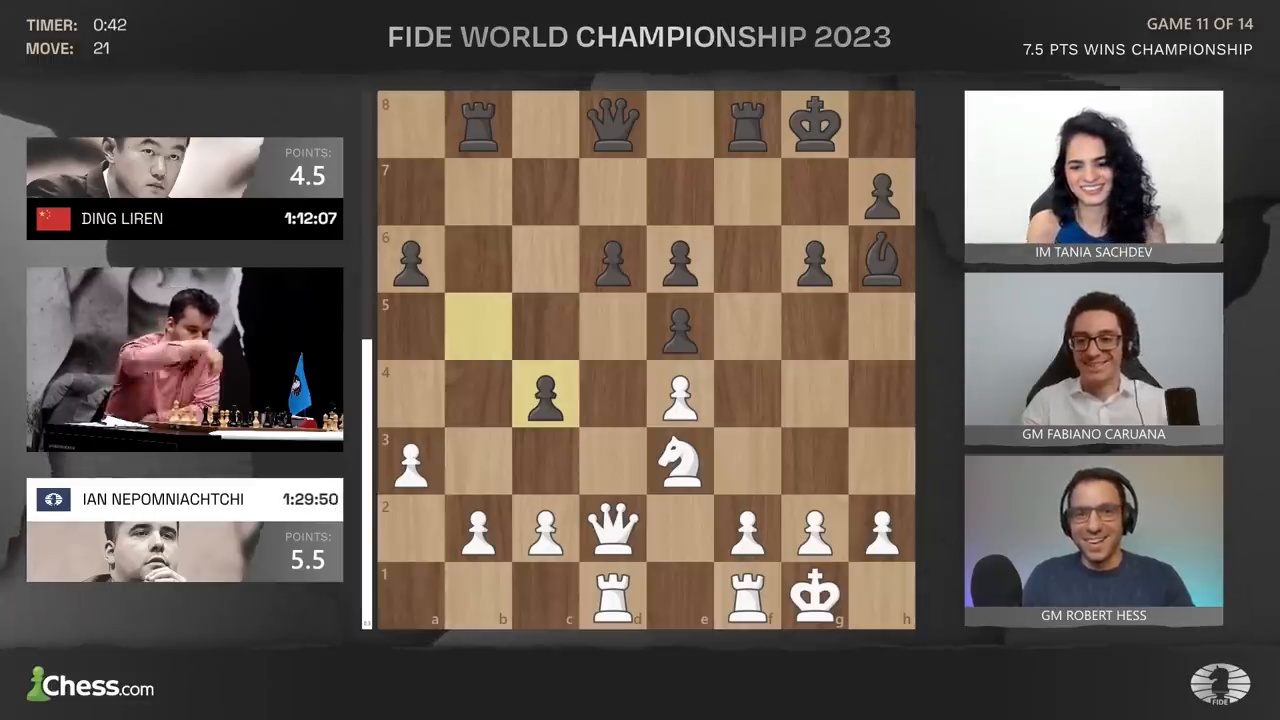 TIMER: 0:42
MOVE: 21
FIDE WORLD CHAMPIONSHIP 2023
GAME 11 OF 14
7.5 PTS WINS CHAMPIONSHIP
POINTS:
4.5
DING LIREN 1:12:07
IAN NEPOMNIACHTCHI 1:29:50
POINTS:
5.5
8
7
6
5
4
3
2
1
a b c d e f g h
IM TANIA SACHDEV
GM FABIANO CARUANA
GM ROBERT HESS
Chess.com
FIDE